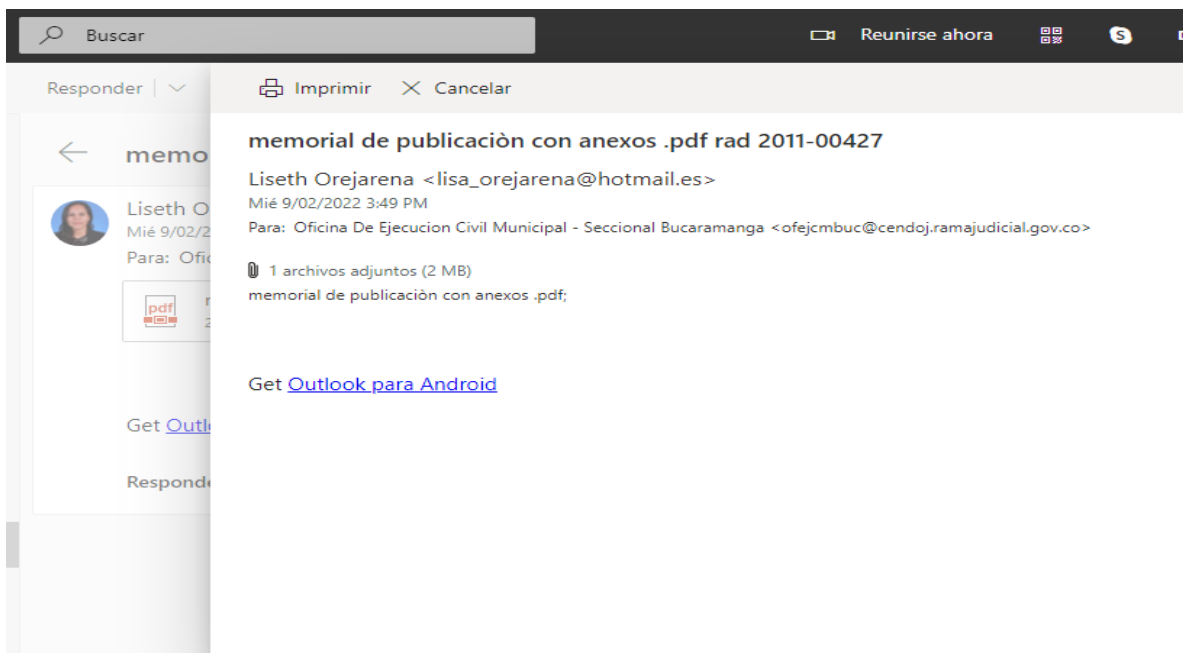 Buscar
Reunirse ahora
Responder
Imprimir
Cancelar
memorial de publicaciòn con anexos .pdf rad 2011-00427
Liseth Orejarena <lisa_orejarena@hotmail.es>
Mié 9/02/2022 3:49 PM
Para: Oficina De Ejecucion Civil Municipal - Seccional Bucaramanga <ofejcmbuc@cendoj.ramajudicial.gov.co>
1 archivos adjuntos (2 MB)
memorial de publicaciòn con anexos .pdf;
Get Outlook para Android
memo
Liseth O
Mié 09/02/2
Para: Ofic
pdf
Get Outl
Responde